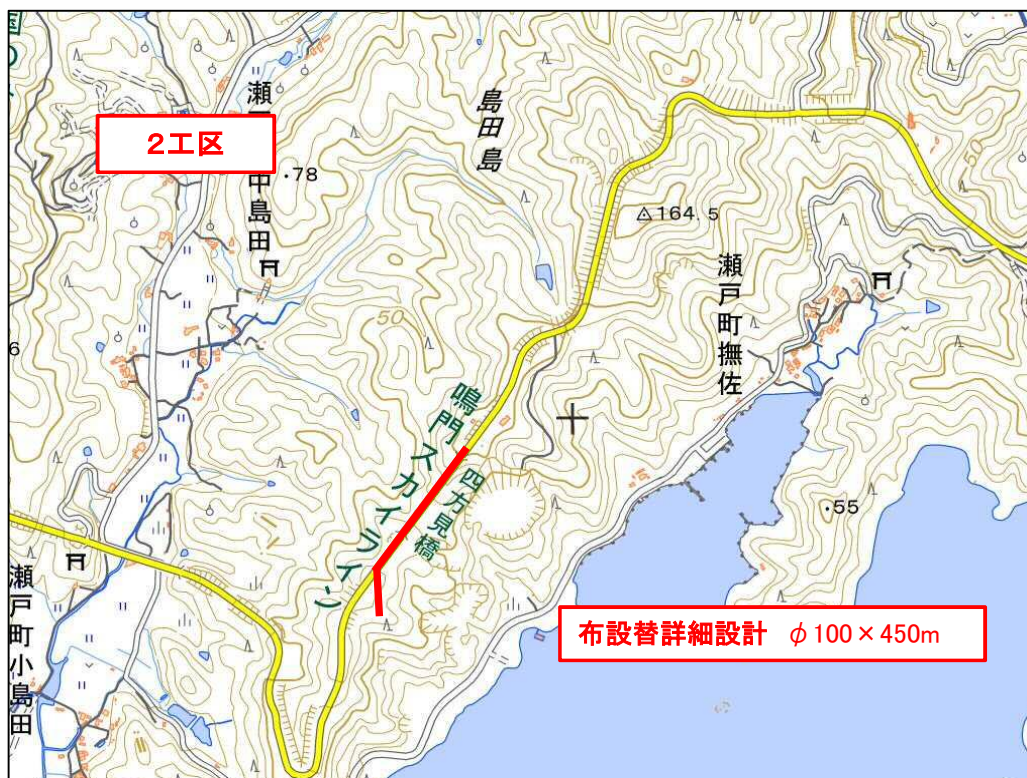 2工区
島田島
・78
△164.5
50
50
瀬戸町撫佐
鳴門スカイライン
四方見橋
・55
瀬戸町小島田
中島田
布設替詳細設計 φ100×450m